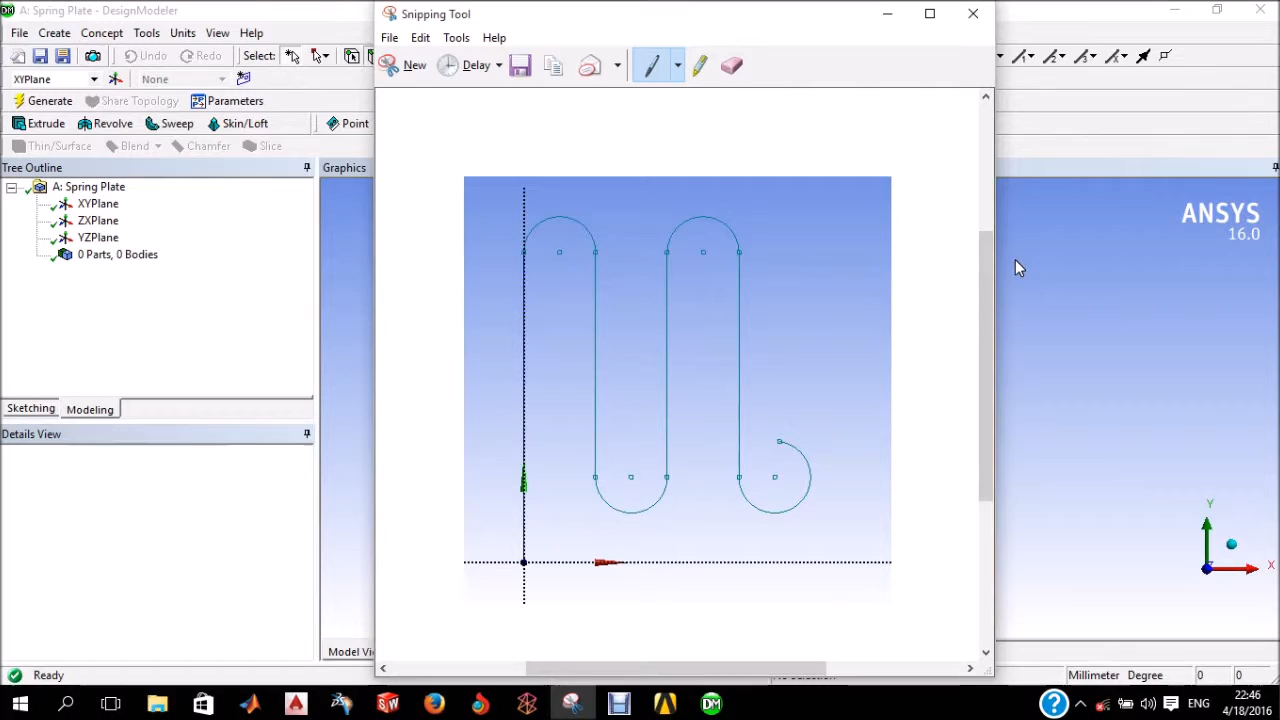 A: Spring Plate - DesignModeler
File Create Concept Tools Units View Help
Undo Redo Select:
XYPlane None
Generate Share Topology Parameters
Extrude Revolve Sweep Skin/Loft Point
Thin/Surface Blend Chamfer Slice
Tree Outline
A: Spring Plate
XYPlane
ZXPlane
YZPlane
0 Parts, 0 Bodies
Sketching Modeling
Details View
Ready
Graphics
Model Vi
Snipping Tool
File Edit Tools Help
New Delay
ANSYS
16.0
Y
X
Millimeter Degree 0 0
ENG
22:46
4/18/2016